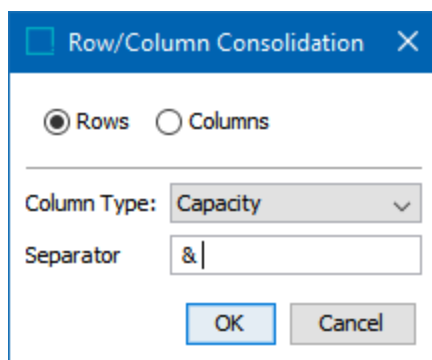 Row/Column Consolidation
Rows Columns
Column Type: Capacity
Separator &
OK Cancel